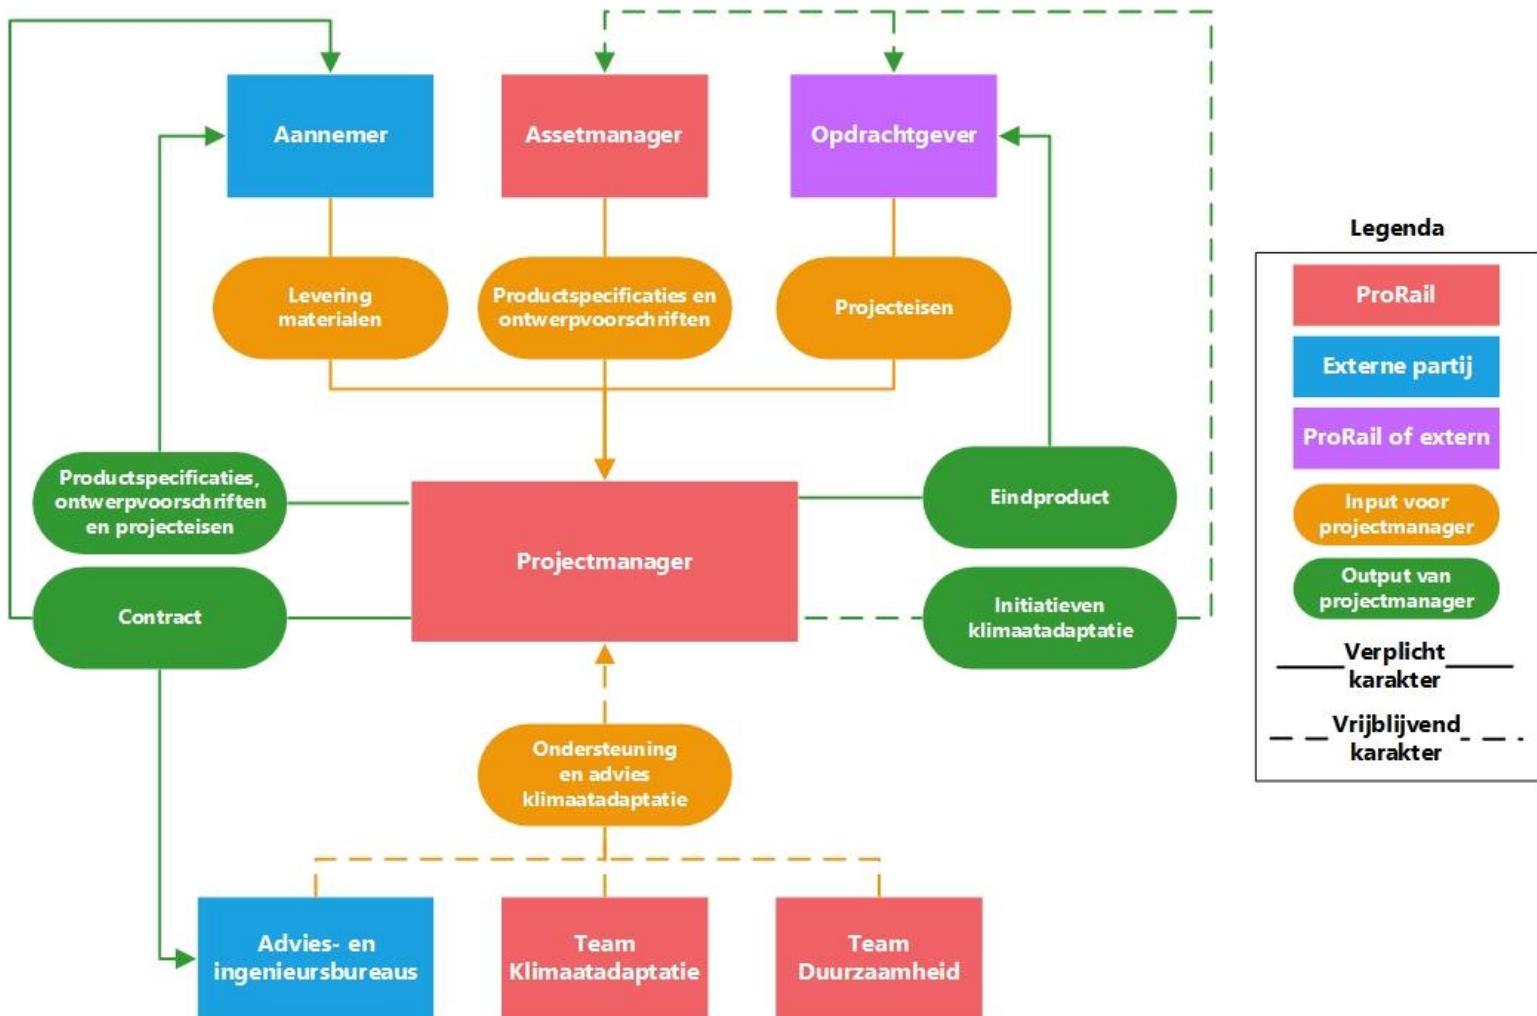 Aannemer
Assetmanager
Opdrachtgever
Levering
materialen
Productspecificaties en
ontwerpvoorschriften
Projecteisen
Productspecificaties,
ontwerpvoorschriften
en projecteisen
Eindproduct
Projectmanager
Contract
Initiatieven
klimaatadaptatie
Ondersteuning
en advies
klimaatadaptatie
Advies- en
ingenieursbureaus
Team
Klimaatadaptatie
Team
Duurzaamheid
Legenda
ProRail
Externe partij
ProRail of extern
Input voor
projectmanager
Output van
projectmanager
Verplicht
karakter
Vrijblijvend
karakter